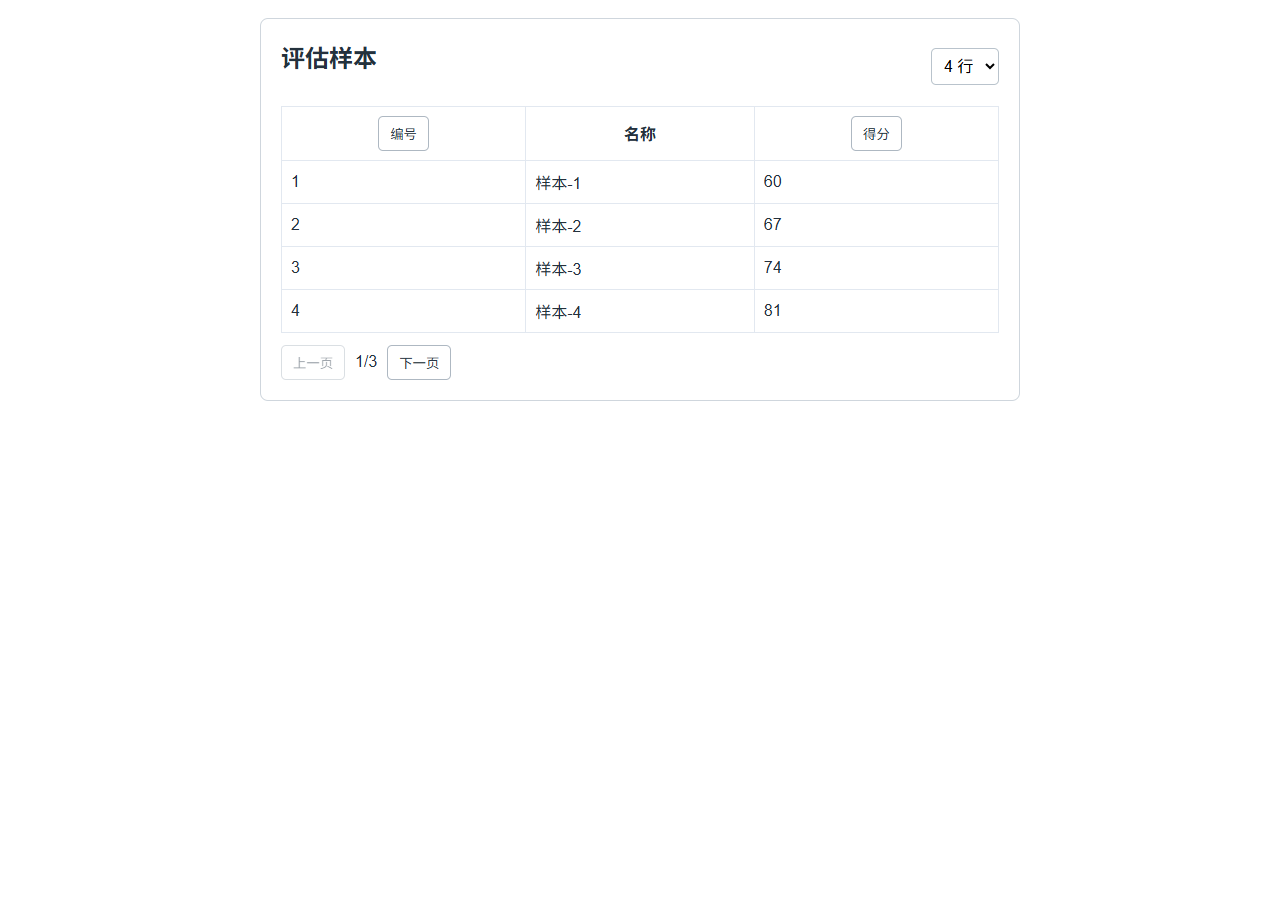 评估样本
4 行
编号 名称 得分
1 样本-1 60
2 样本-2 67
3 样本-3 74
4 样本-4 81
上一页 1/3 下一页